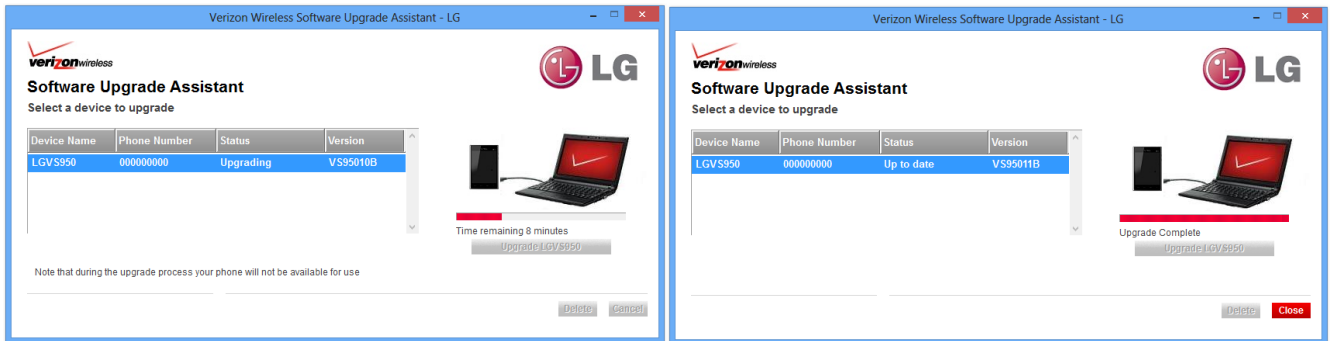 Verizon Wireless Software Upgrade Assistant - LG
verizonwireless
LG
Software Upgrade Assistant
Select a device to upgrade
Device Name Phone Number Status Version
LGVS950 000000000 Upgrading VS95010B
Time remaining 8 minutes
Upgrade LGVS950
Note that during the upgrade process your phone will not be available for use
Delete Cancel
Verizon Wireless Software Upgrade Assistant - LG
verizonwireless
LG
Software Upgrade Assistant
Select a device to upgrade
Device Name Phone Number Status Version
LGVS950 000000000 Up to date VS95011B
Upgrade Complete
Upgrade LGVS950
Delete Close